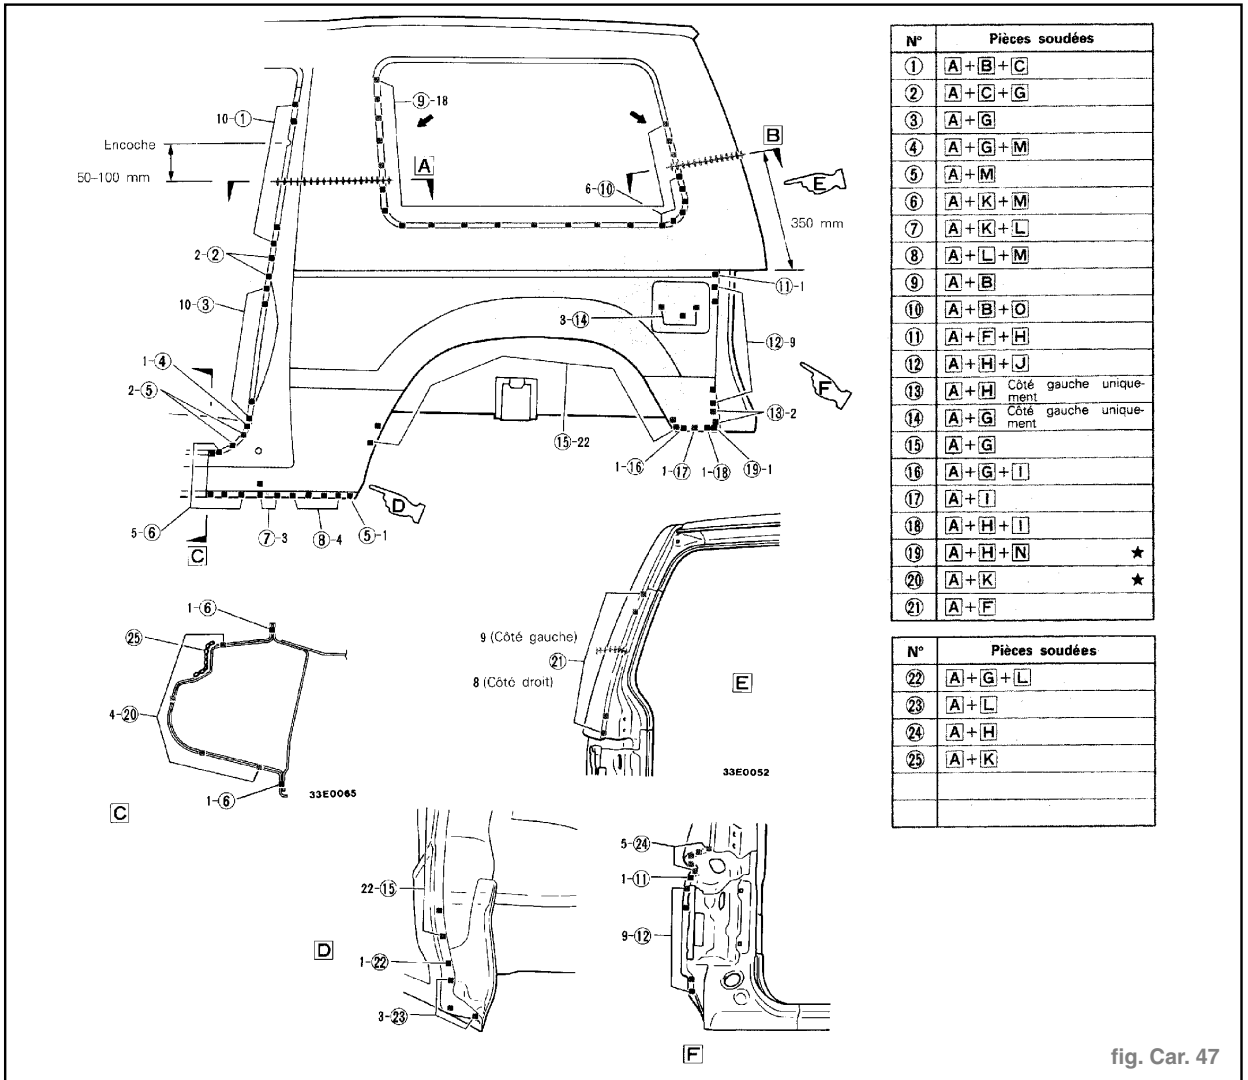 ⑨-18
10-①
Encoche
50-100 mm
A
B
E
6-⑩
350 mm
2-②
10-③
⑪-1
3-⑭
⑫-9
1-④
2-⑤
F
⑬-2
⑮-22
1-⑯
1-⑰
1-⑱
⑲-1
D
5-⑥
⑦-3
⑧-4
⑤-1
C
1-⑥
㉕
4-⑳
1-⑥
33E0065
C
9 (Côté gauche)
㉑
8 (Côté droit)
E
33E0052
22-⑮
D
1-㉒
3-㉓
5-㉔
1-⑪
9-⑫
F
N° Pièces soudées
① A+B+C
② A+C+G
③ A+G
④ A+G+M
⑤ A+M
⑥ A+K+M
⑦ A+K+L
⑧ A+L+M
⑨ A+B
⑩ A+B+O
⑪ A+F+H
⑫ A+H+J
⑬ A+H Côté gauche unique-
ment
⑭ A+G Côté gauche unique-
ment
⑮ A+G
⑯ A+G+I
⑰ A+I
⑱ A+H+I
⑲ A+H+N ★
⑳ A+K ★
㉑ A+F
N° Pièces soudées
㉒ A+G+L
㉓ A+L
㉔ A+H
㉕ A+K
fig. Car. 47